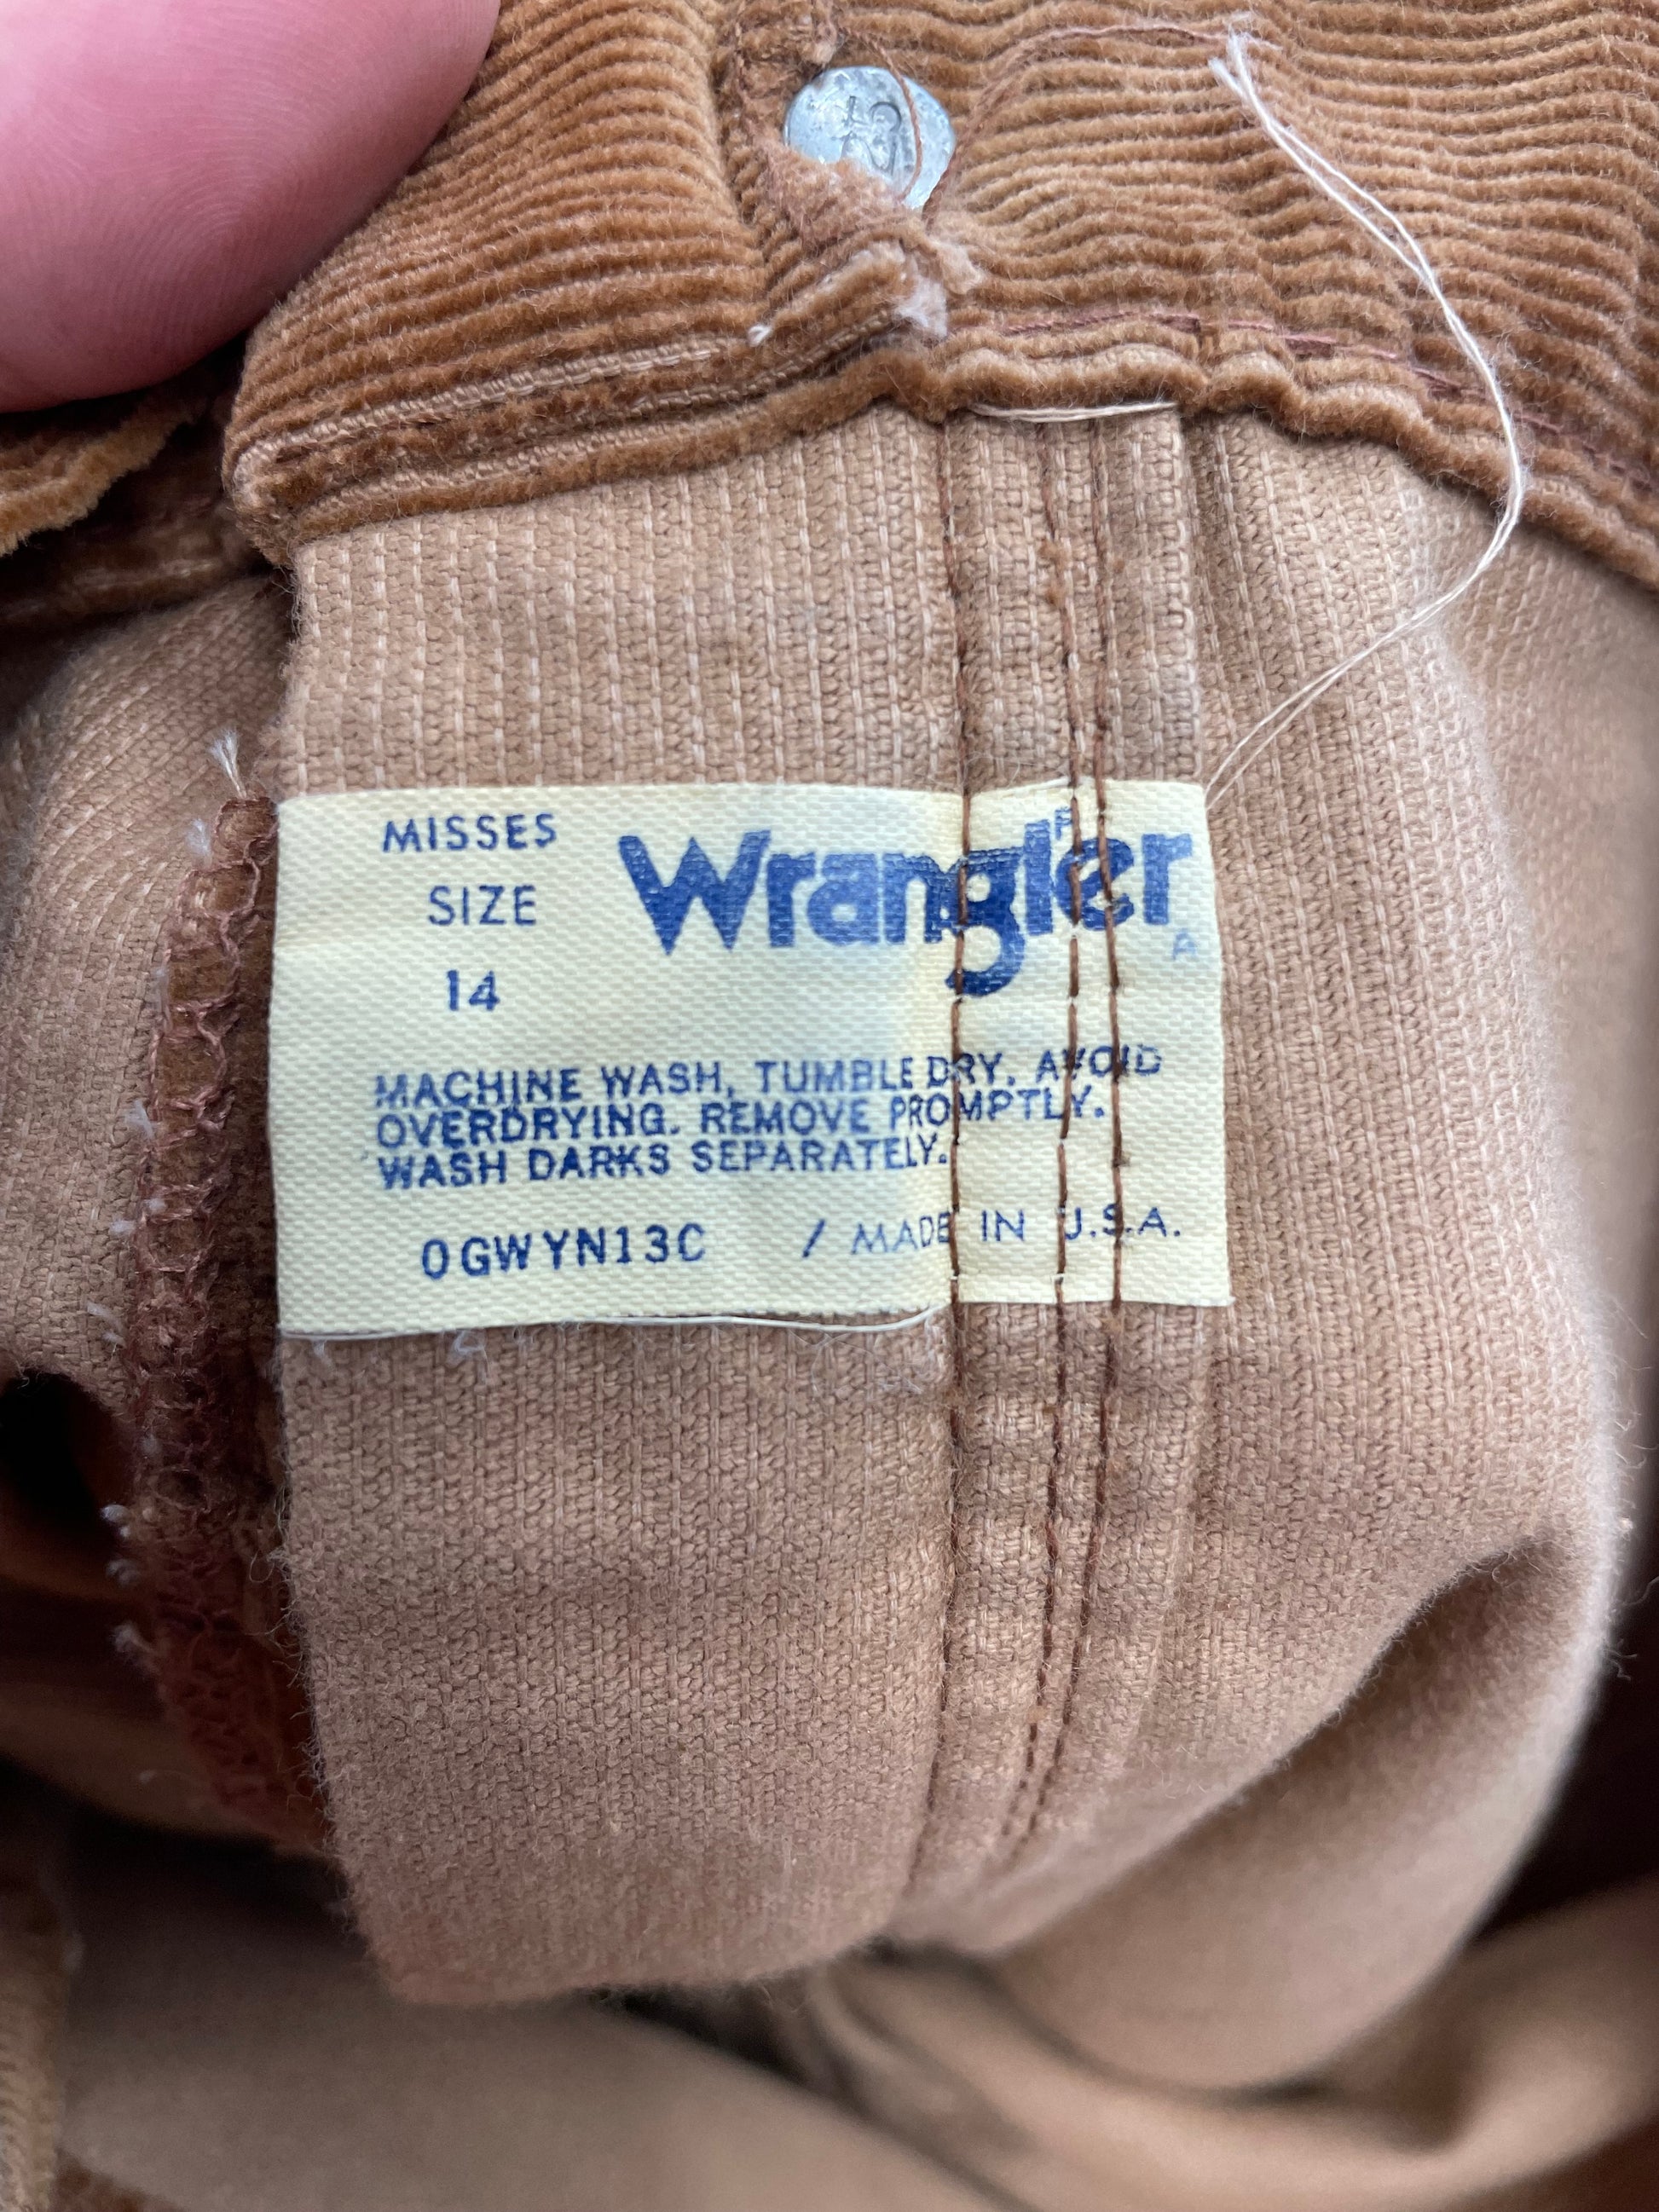 MISSES
Wrangler
SIZE
14
MACHINE WASH, TUMBLE DRY. AVOID
OVERDRYING. REMOVE PROMPTLY.
WASH DARKS SEPARATELY.
0GWYN13C / MADE IN U.S.A.